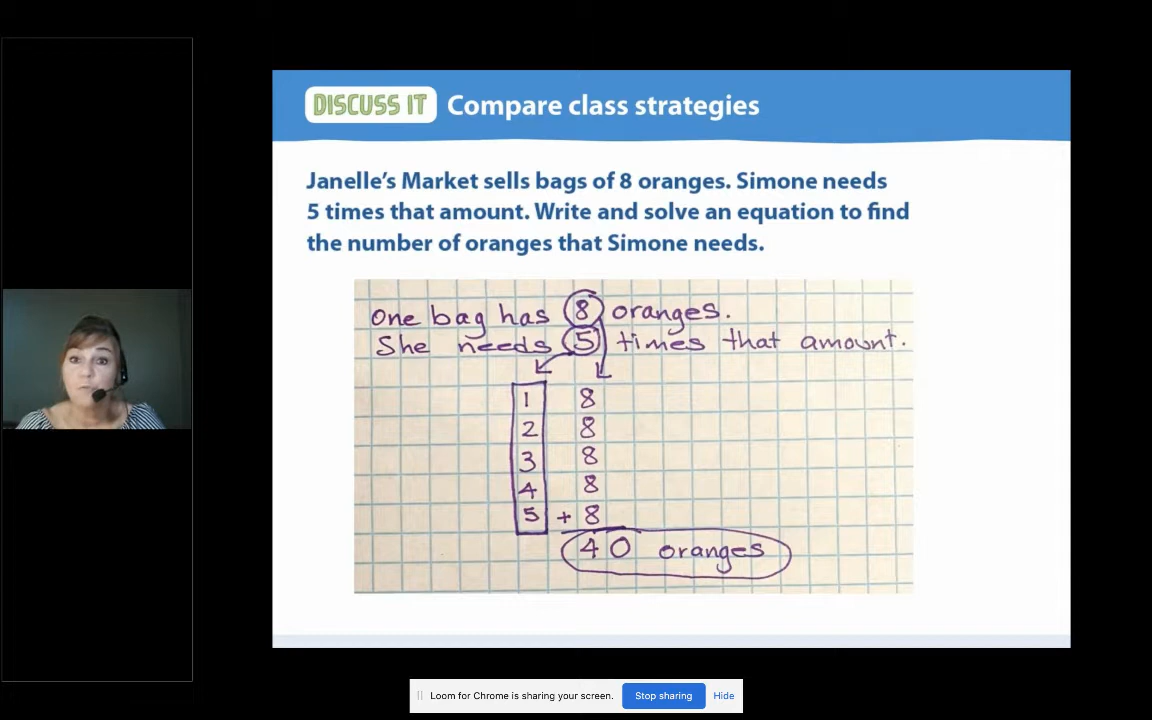 DISCUSS IT Compare class strategies
Janelle's Market sells bags of 8 oranges. Simone needs
5 times that amount. Write and solve an equation to find
the number of oranges that Simone needs.
One bag has 8 oranges.
She needs 5 times that amount.
1 8
2 8
3 8
4 8
5 + 8
40 oranges
Loom for Chrome is sharing your screen. Stop sharing Hide